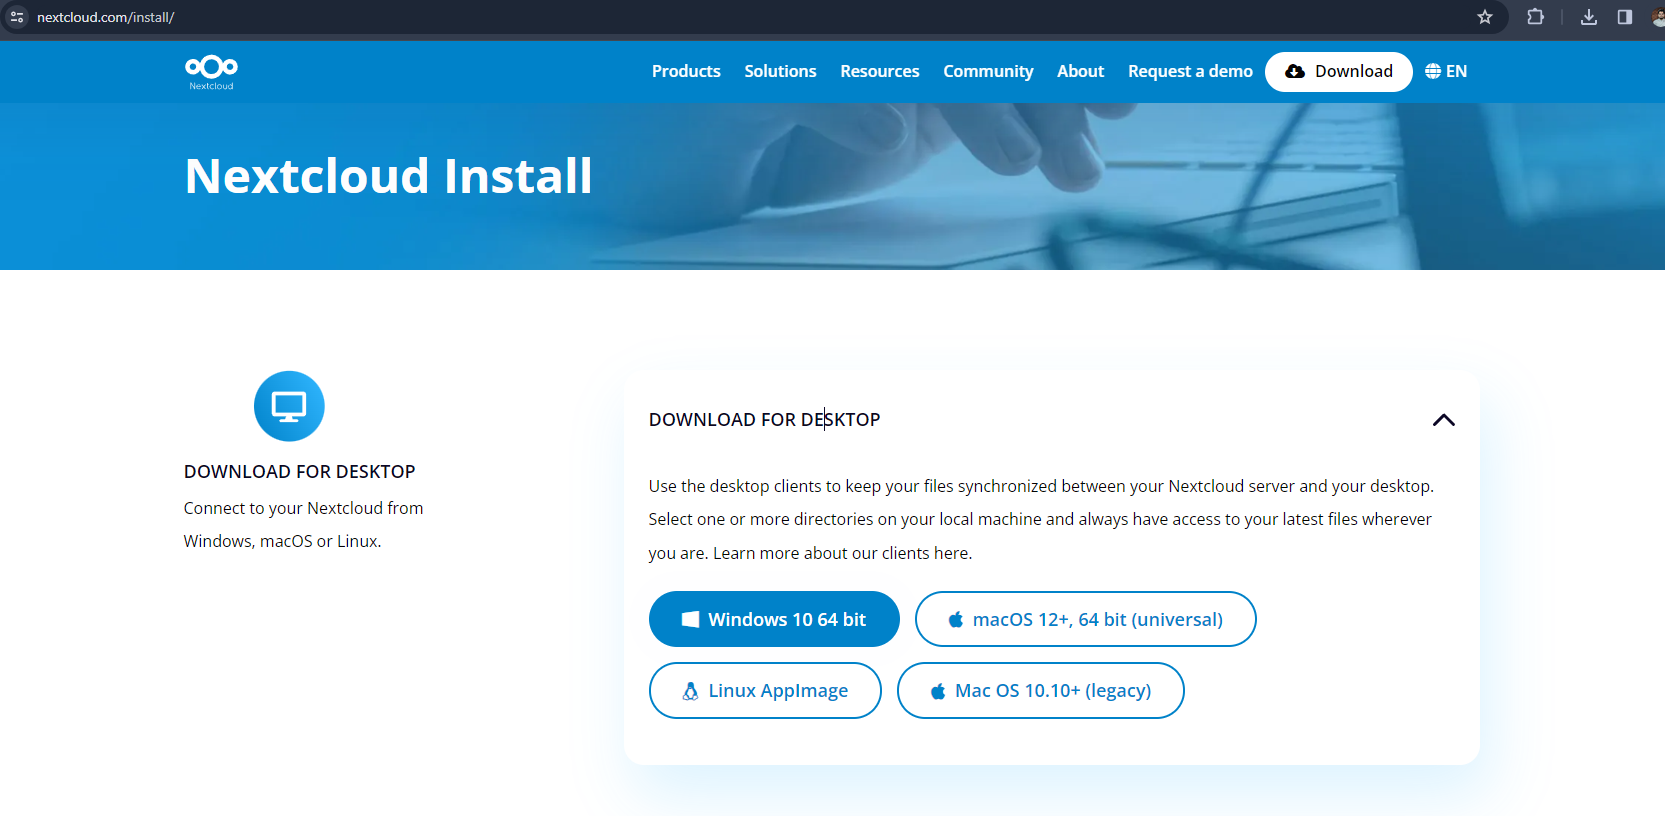 nextcloud.com/install/
Nextcloud
Products Solutions Resources Community About Request a demo Download EN
Nextcloud Install
DOWNLOAD FOR DESKTOP
Connect to your Nextcloud from
Windows, macOS or Linux.
DOWNLOAD FOR DESKTOP
Use the desktop clients to keep your files synchronized between your Nextcloud server and your desktop.
Select one or more directories on your local machine and always have access to your latest files wherever
you are. Learn more about our clients here.
Windows 10 64 bit
macOS 12+, 64 bit (universal)
Linux AppImage
Mac OS 10.10+ (legacy)